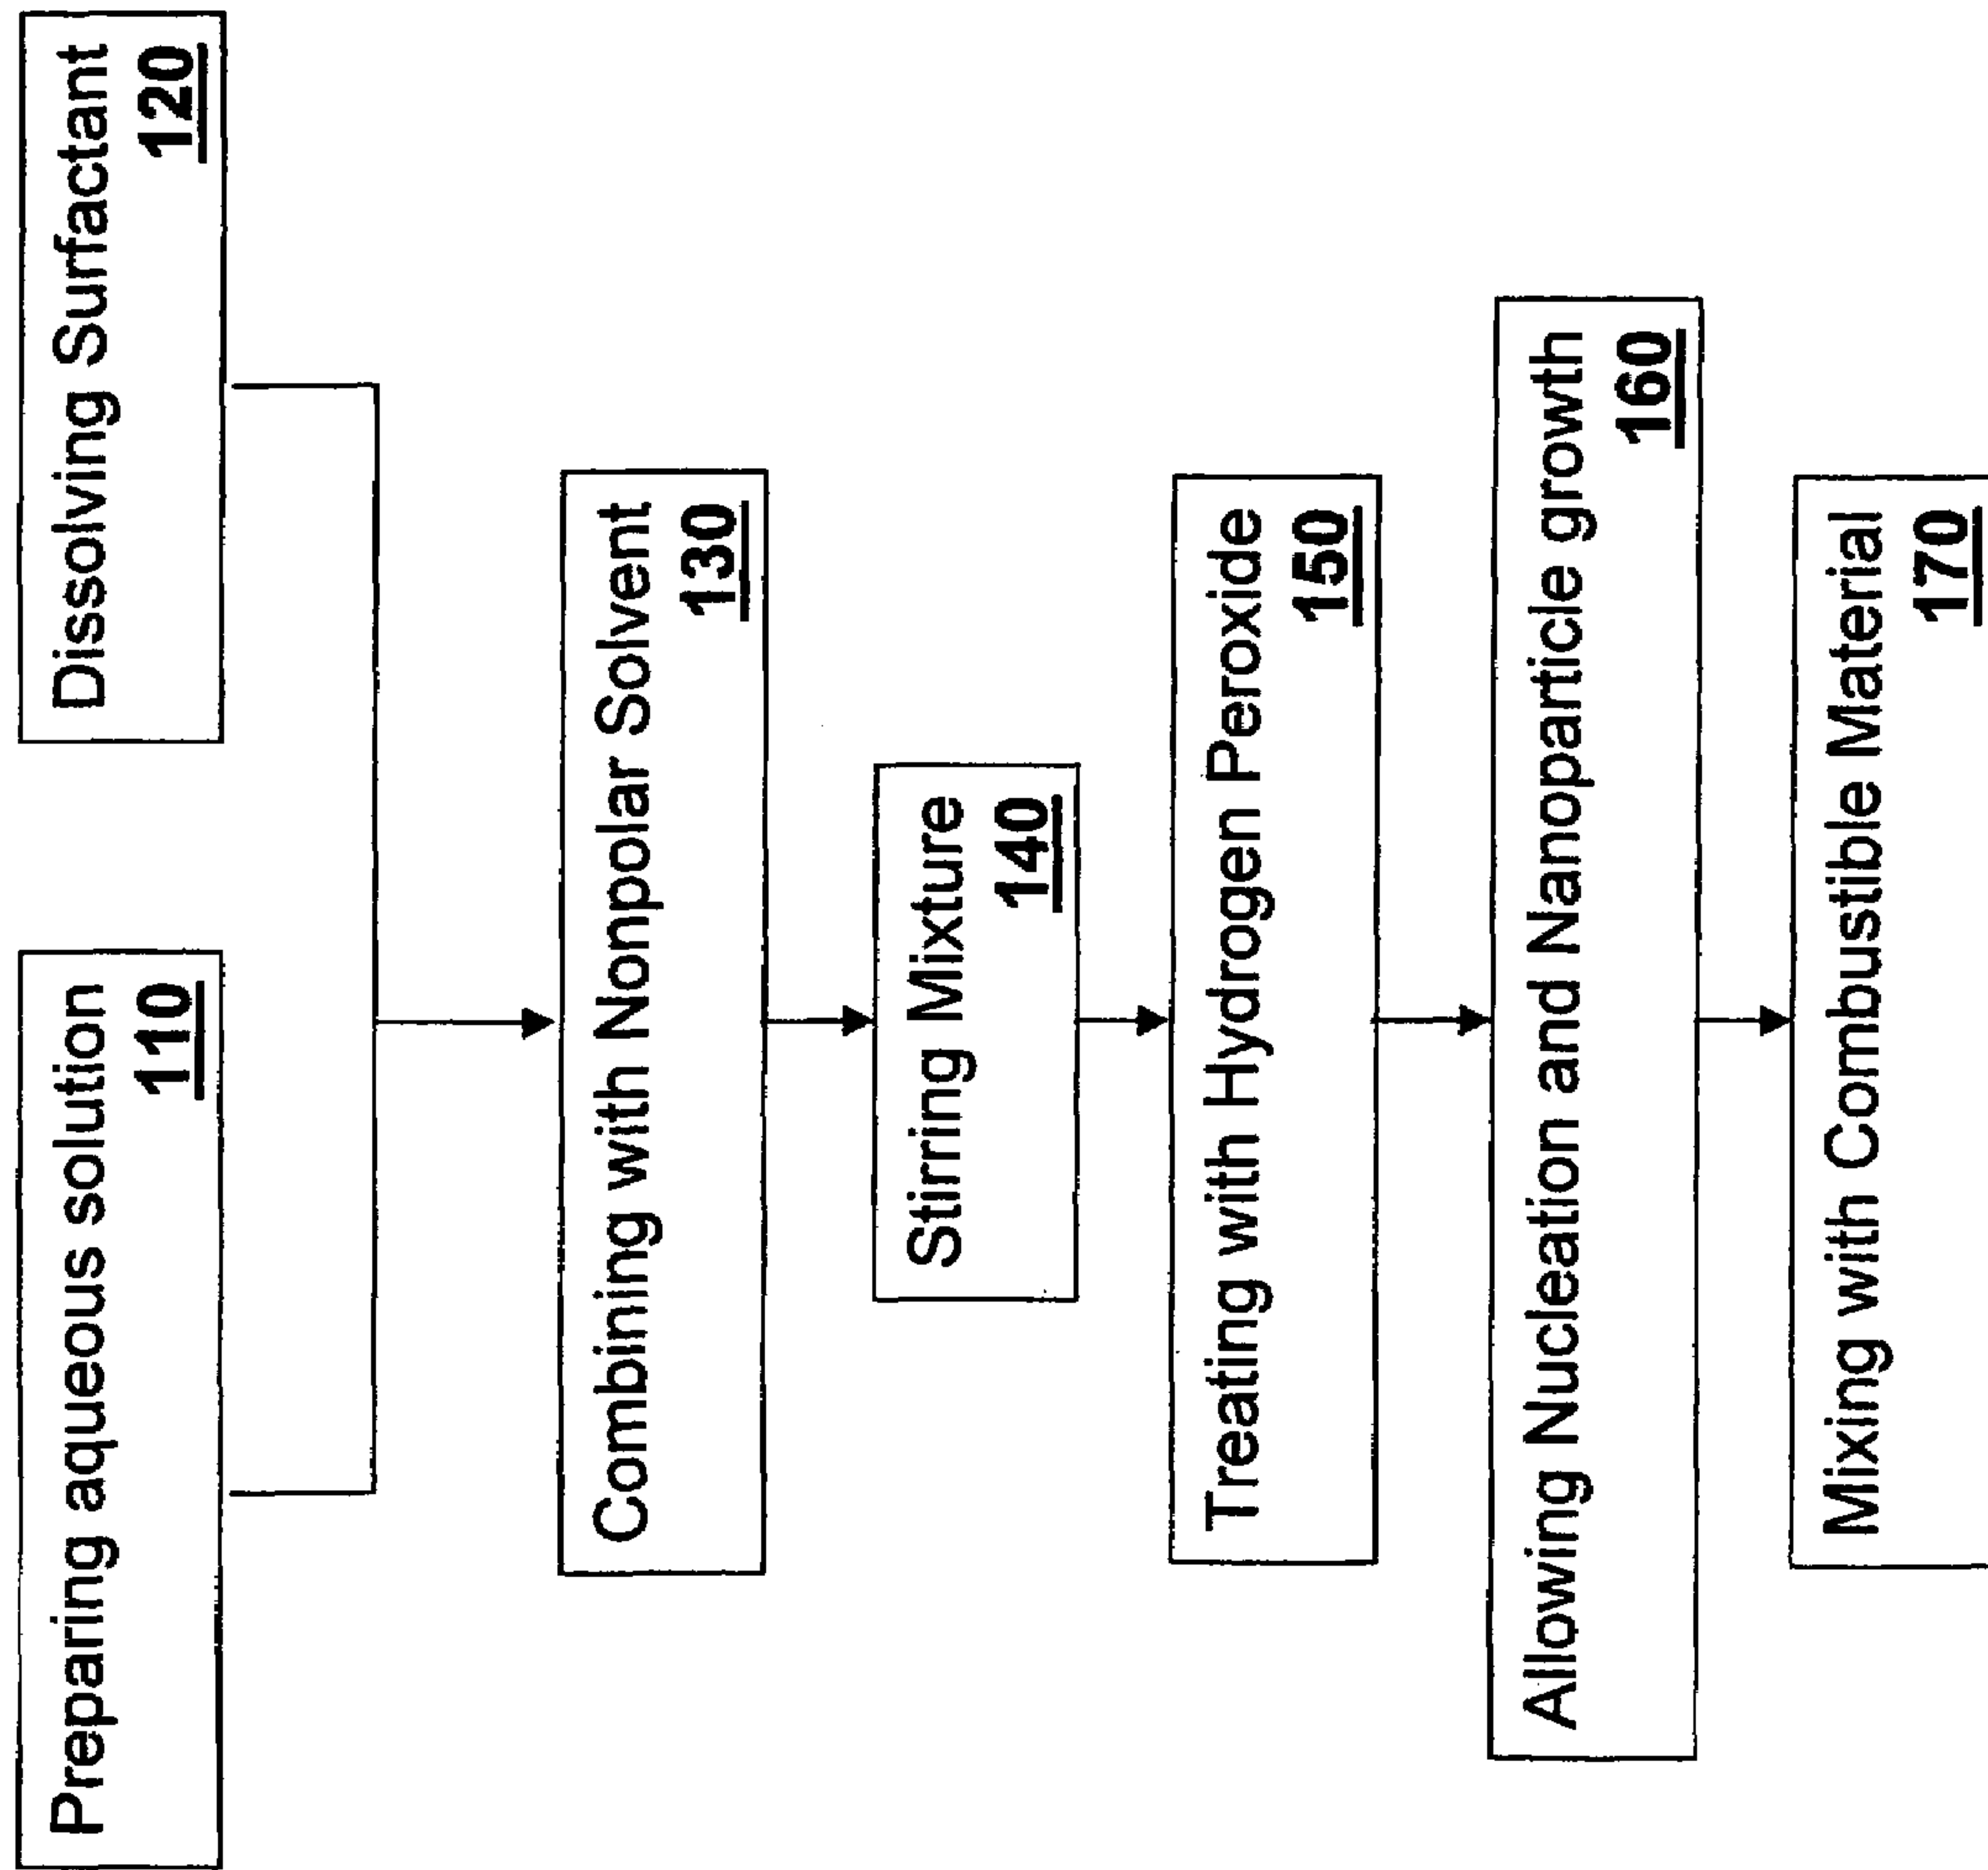 Preparing aqueous solution
110
Dissolving Surfactant
120
Combining with Nonpolar Solvent
130
Stirring Mixture
140
Treating with Hydrogen Peroxide
150
Allowing Nucleation and Nanoparticle growth
160
Mixing with Combustible Material
170